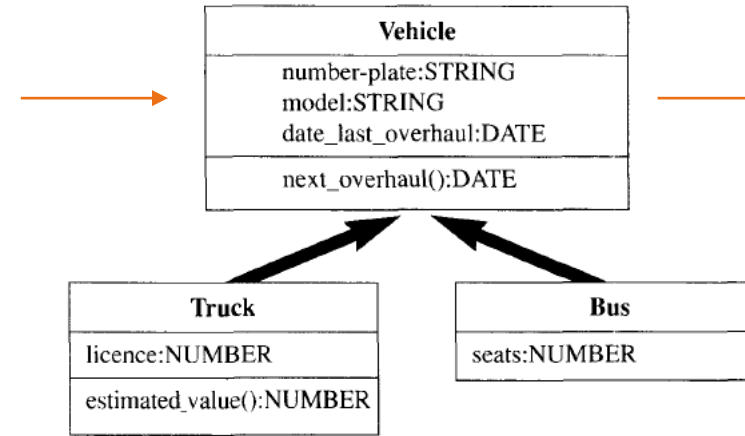 Vehicle
number-plate:STRING
model:STRING
date_last_overhaul:DATE
next_overhaul():DATE
Truck
licence:NUMBER
estimated_value():NUMBER
Bus
seats:NUMBER